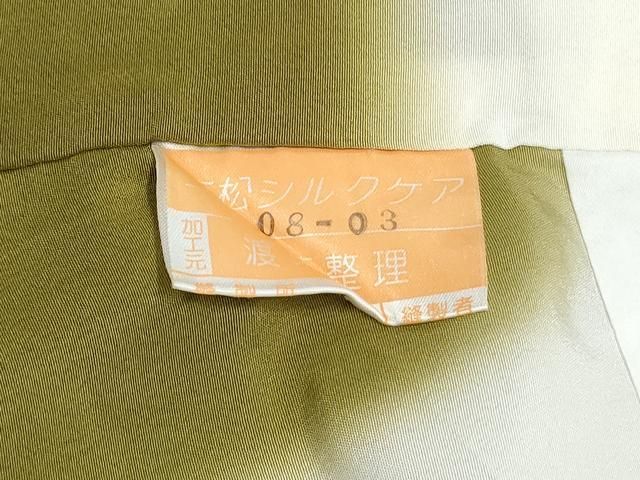 松シルクケア
08-03
加工元
渡 整理
縫製者